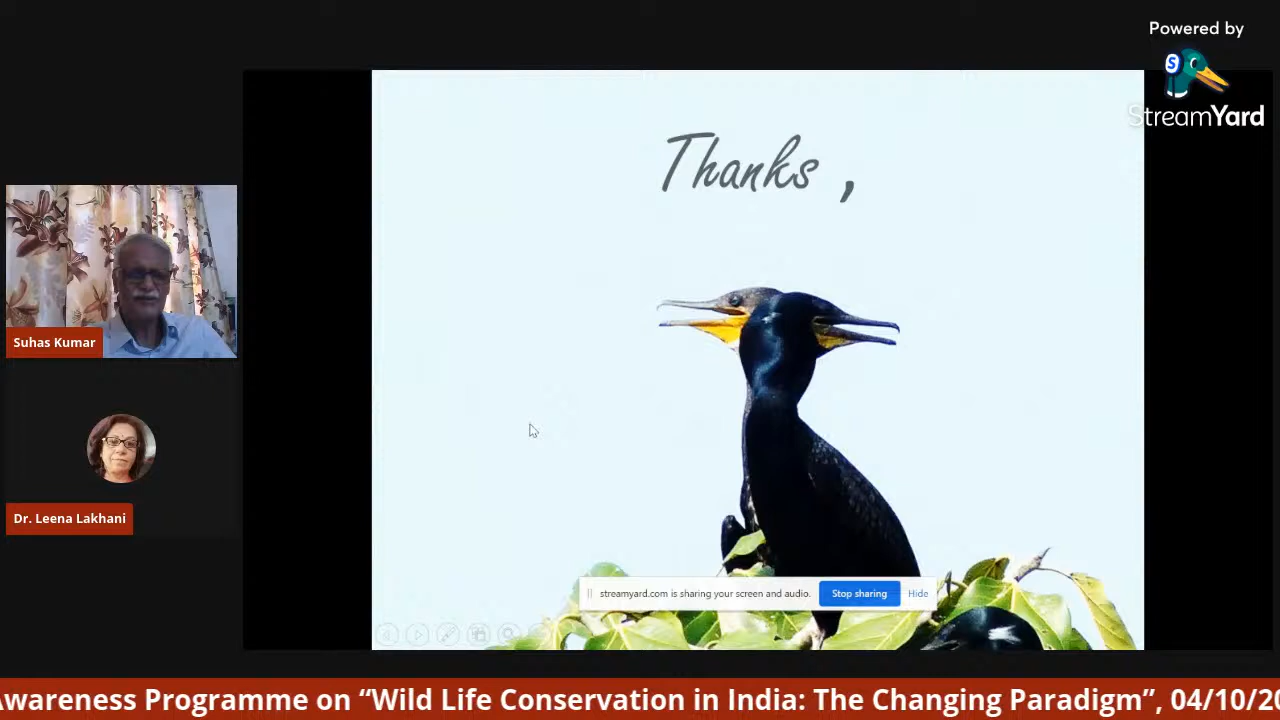 Powered by
StreamYard
Thanks ,
Suhas Kumar
Dr. Leena Lakhani
streamyard.com is sharing your screen and audio.
Stop sharing
Hide
Awareness Programme on “Wild Life Conservation in India: The Changing Paradigm”, 04/10/20